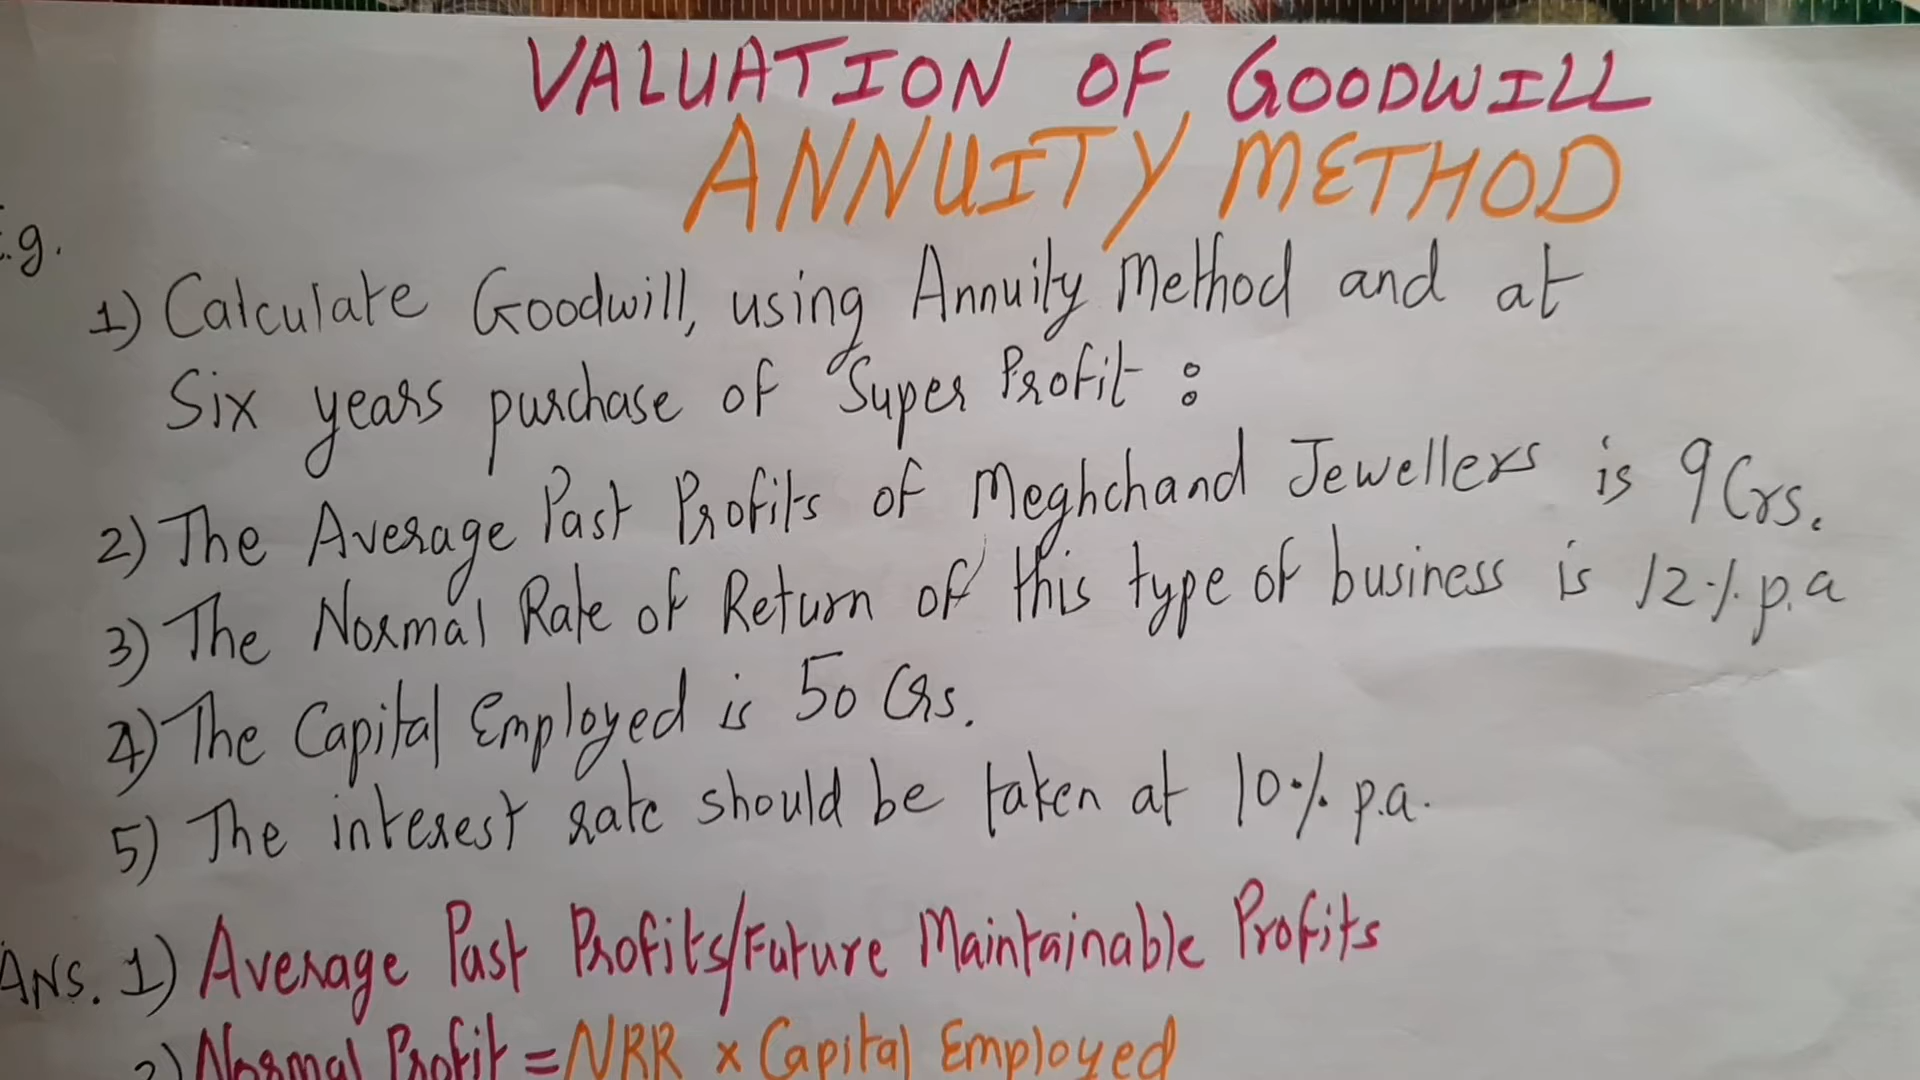 VALUATION OF GOODWILL
ANNUITY METHOD
E.g.
1) Calculate Goodwill, using Annuity Method and at
Six years purchase of Super Profit :
2) The Average Past Profits of Meghchand Jewellers is 9 Crs.
3) The Normal Rate of Return of this type of business is 12% p.a
4) The Capital Employed is 50 Crs.
5) The interest rate should be taken at 10% p.a.
ANS. 1) Average Past Profits/Future Maintainable Profits
2) Normal Profit = NRR x Capital Employed